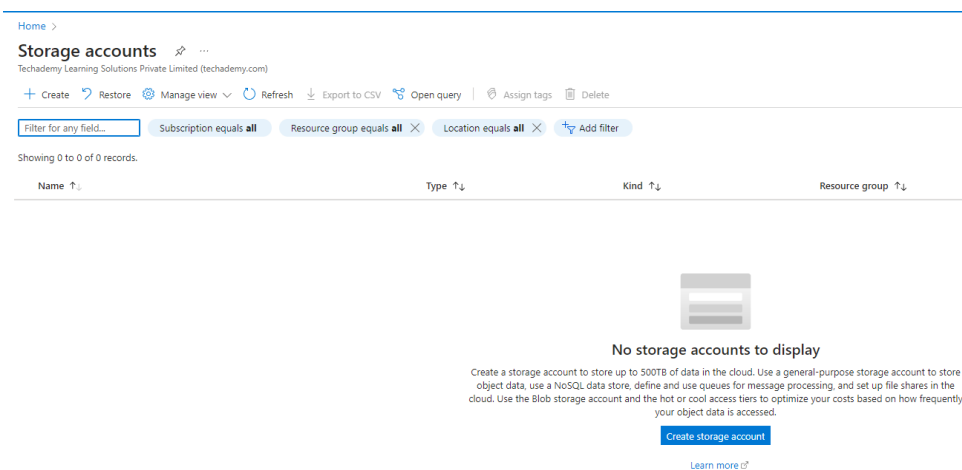 Home >
Storage accounts ...
Techademy Learning Solutions Private Limited (techademy.com)
+ Create Restore Manage view Refresh Export to CSV Open query Assign tags Delete
Filter for any field... Subscription equals all Resource group equals all × Location equals all × Add filter
Showing 0 to 0 of 0 records.
Name ↑↓ Type ↑↓ Kind ↑↓ Resource group ↑↓
No storage accounts to display
Create a storage account to store up to 500TB of data in the cloud. Use a general-purpose storage account to store
object data, use a NoSQL data store, define and use queues for message processing, and set up file shares in the
cloud. Use the Blob storage account and the hot or cool access tiers to optimize your costs based on how frequently
your object data is accessed.
Create storage account
Learn more